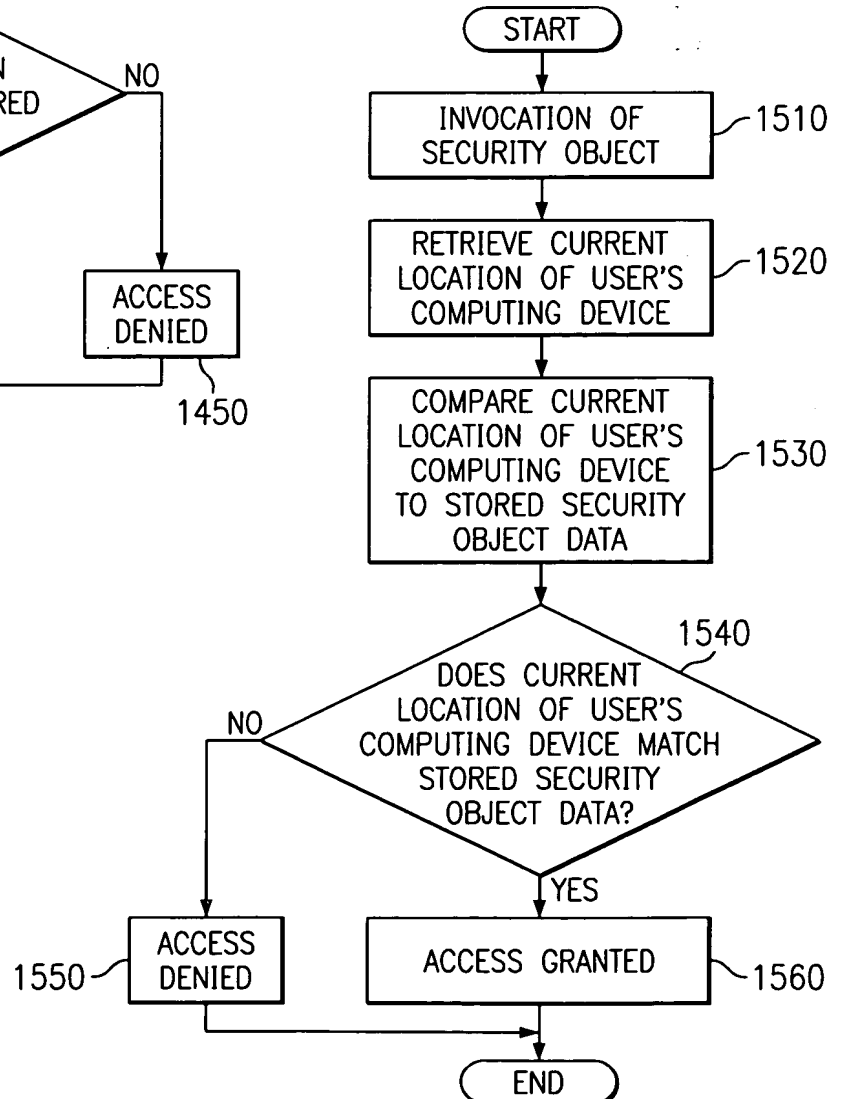 NO
RED
ACCESS
DENIED
1450
START
INVOCATION OF
SECURITY OBJECT
1510
RETRIEVE CURRENT
LOCATION OF USER'S
COMPUTING DEVICE
1520
COMPARE CURRENT
LOCATION OF USER'S
COMPUTING DEVICE
TO STORED SECURITY
OBJECT DATA
1530
1540
DOES CURRENT
LOCATION OF USER'S
COMPUTING DEVICE MATCH
STORED SECURITY
OBJECT DATA?
NO
YES
ACCESS
DENIED
1550
ACCESS GRANTED
1560
END